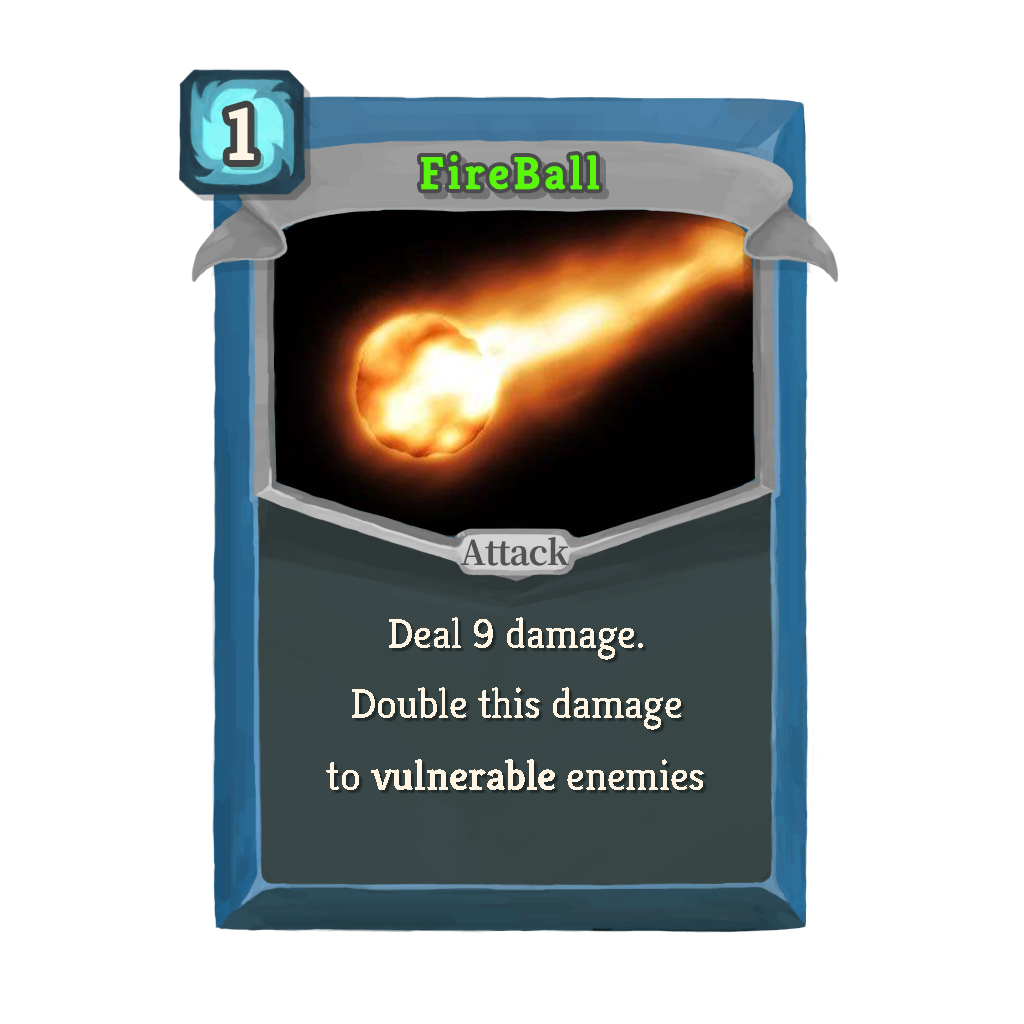 1
FireBall
Attack
Deal 9 damage.
Double this damage
to vulnerable enemies